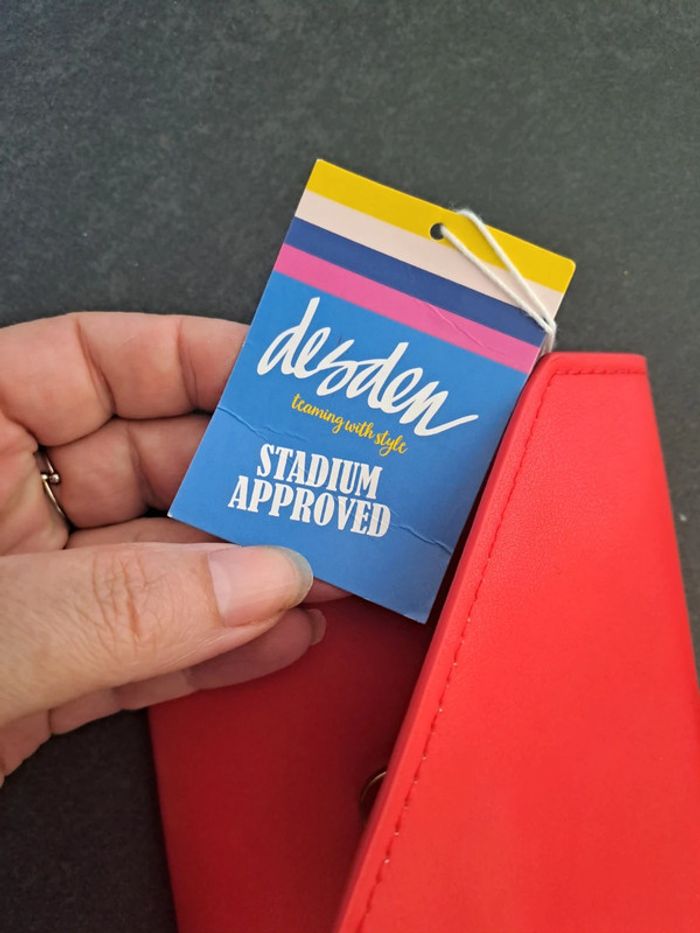 desden
teaming with style
STADIUM
APPROVED